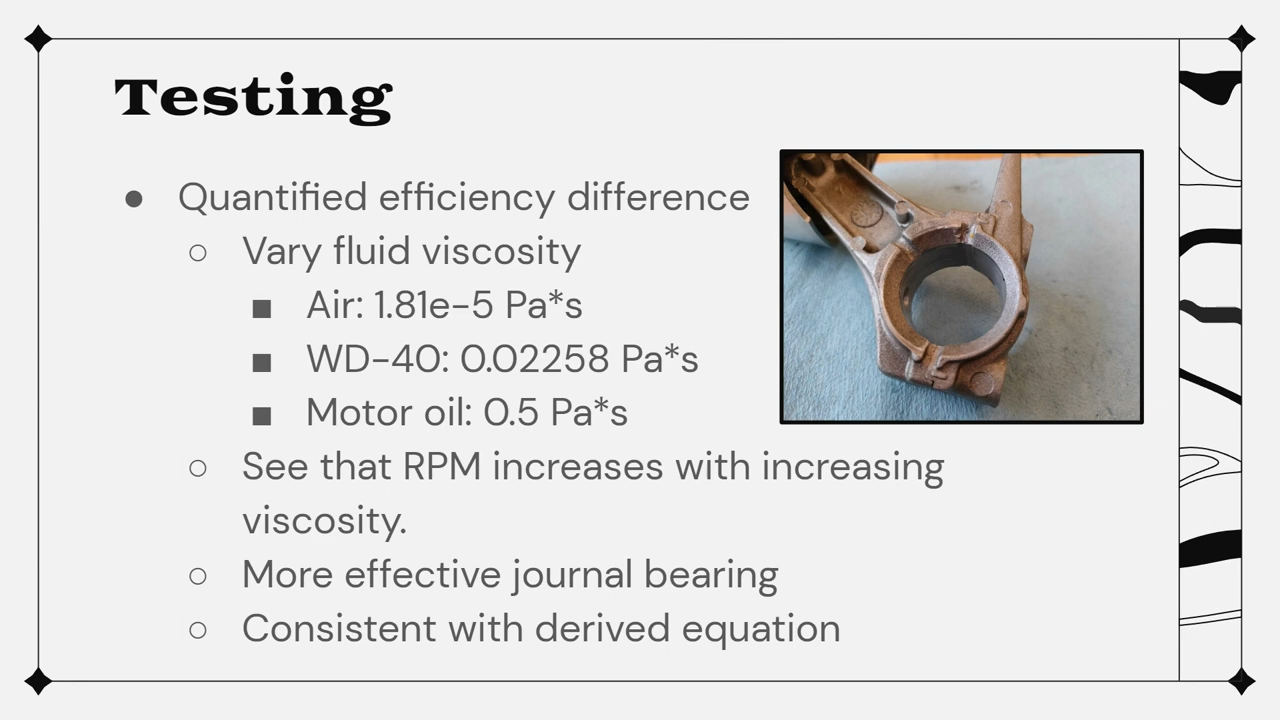 Testing
● Quantified efficiency difference
○ Vary fluid viscosity
■ Air: 1.81e-5 Pa*s
■ WD-40: 0.02258 Pa*s
■ Motor oil: 0.5 Pa*s
○ See that RPM increases with increasing
viscosity.
○ More effective journal bearing
○ Consistent with derived equation